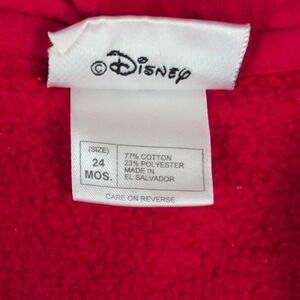 © Disney
(SIZE)
24
MOS.
77% COTTON
23% POLYESTER
MADE IN
EL SALVADOR
CARE ON REVERSE